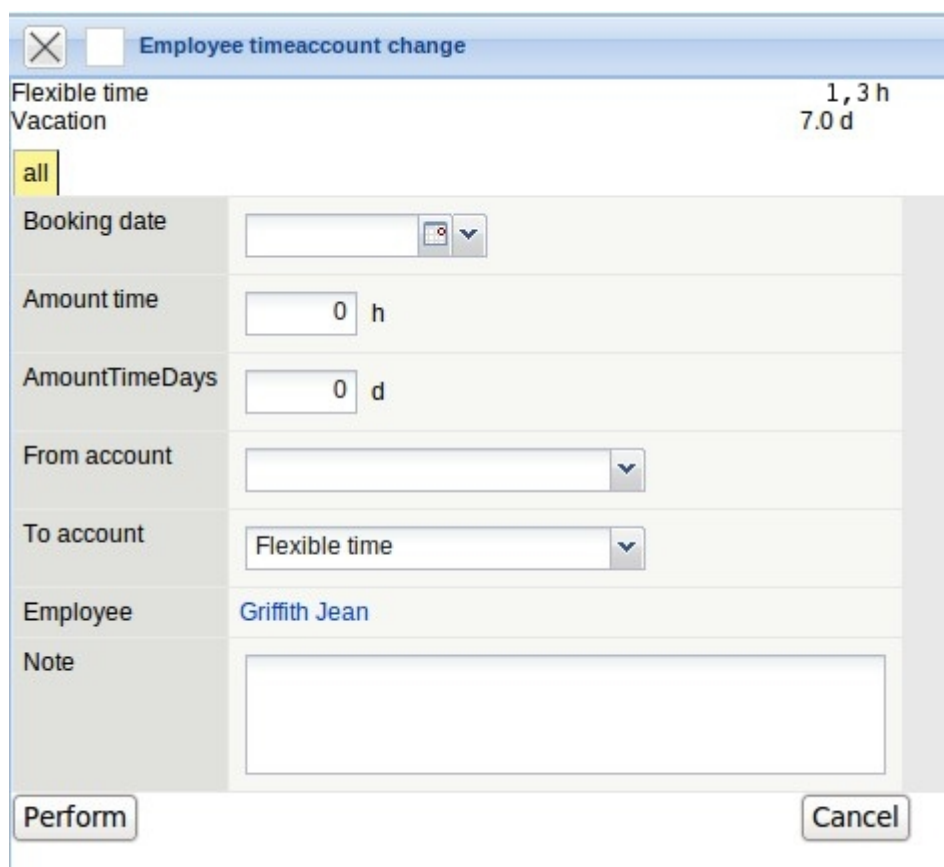 Employee timeaccount change
Flexible time 1,3 h
Vacation 7.0 d
all
Booking date
Amount time 0 h
AmountTimeDays 0 d
From account
To account Flexible time
Employee Griffith Jean
Note
Perform Cancel